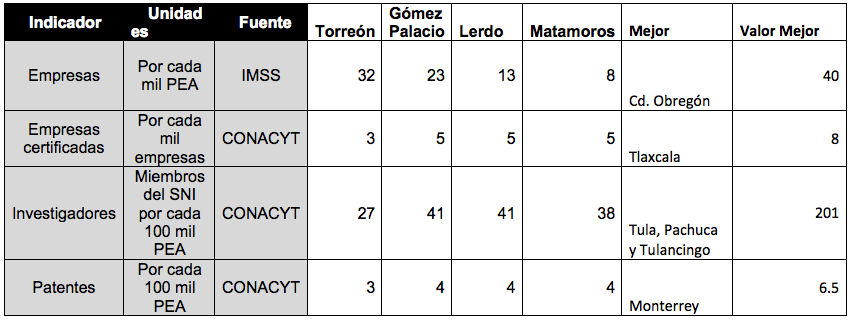 Indicador Unidad es Fuente Torreón Gómez Palacio Lerdo Matamoros Mejor Valor Mejor
Empresas Por cada mil PEA IMSS 32 23 13 8 Cd. Obregón 40
Empresas certificadas Por cada mil empresas CONACYT 3 5 5 5 Tlaxcala 8
Investigadores Miembros del SNI por cada 100 mil PEA CONACYT 27 41 41 38 Tula, Pachuca y Tulancingo 201
Patentes Por cada 100 mil PEA CONACYT 3 4 4 4 Monterrey 6.5